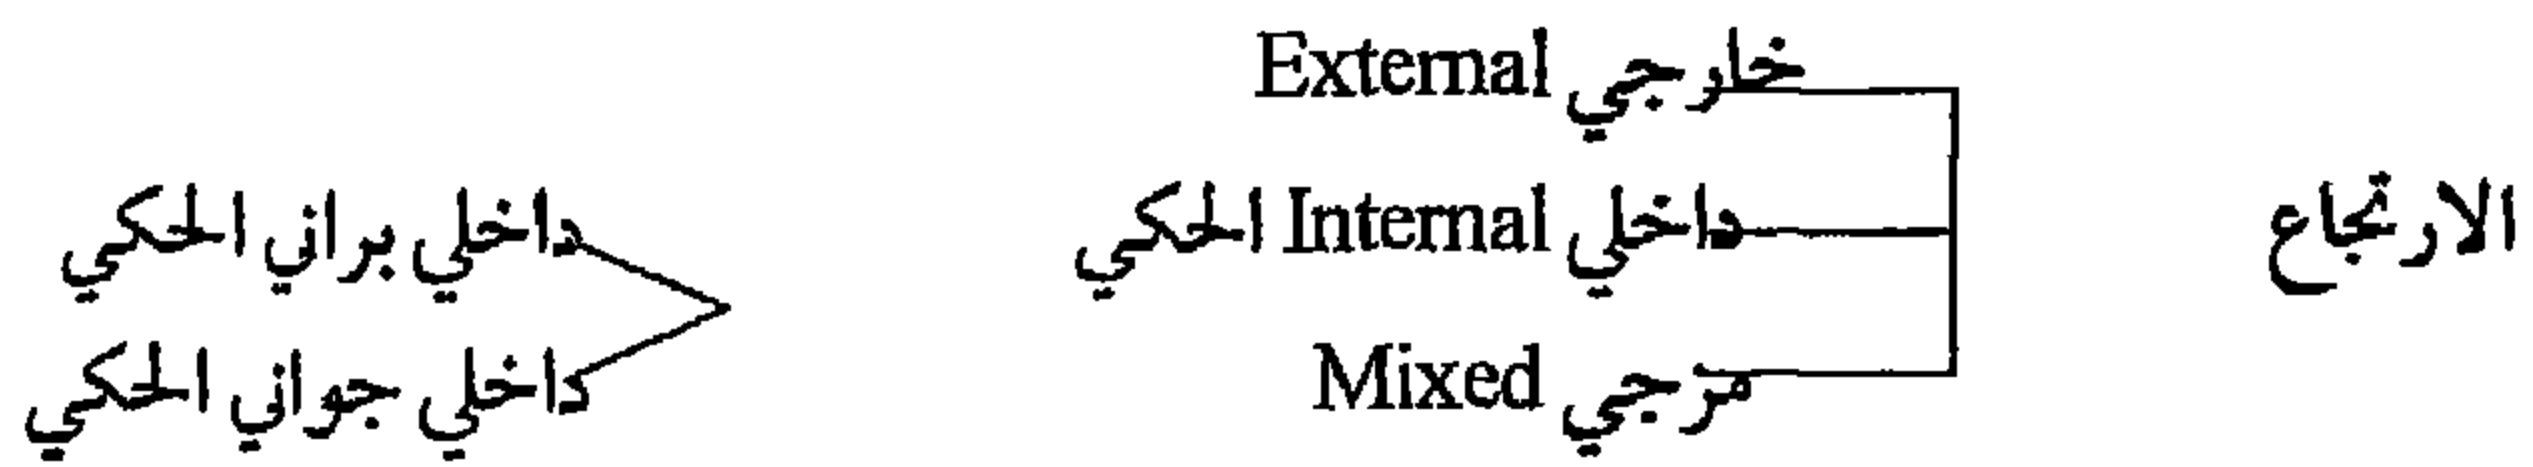 خارجي External
الارتجاع
داخلي Internal الحكي
داخلي براني الحكي
مزجي Mixed
داخلي جواني الحكي